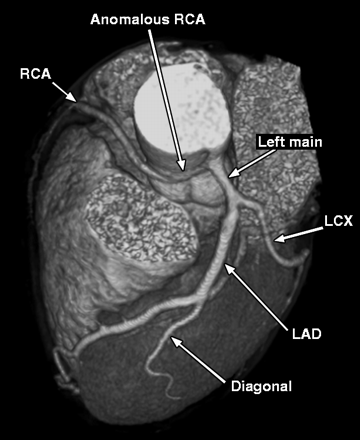 Anomalous RCA
RCA
Left main
LCX
LAD
Diagonal